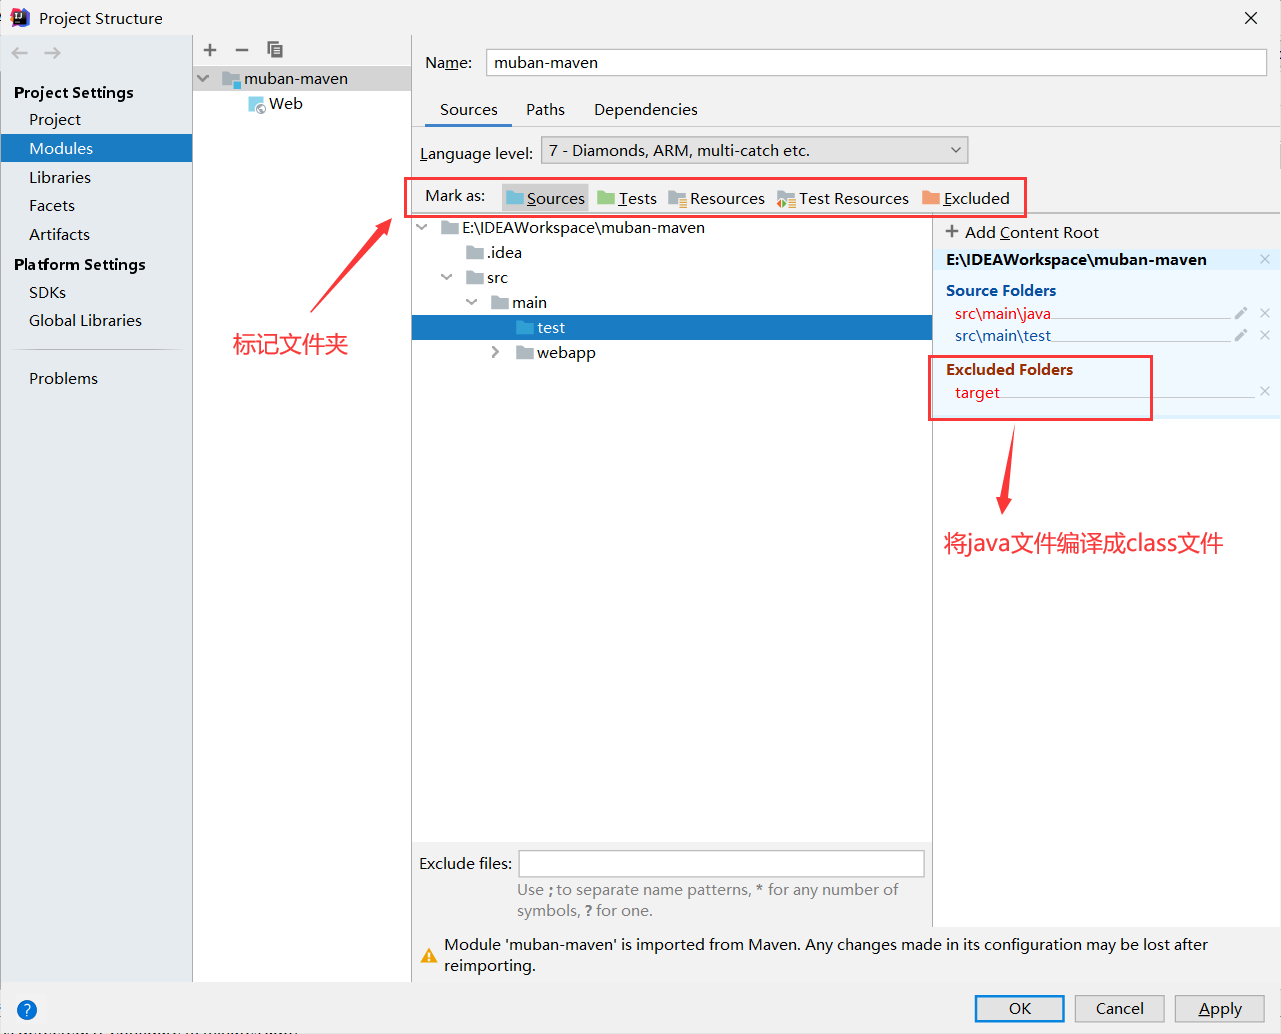 Project Structure
Project Settings
Project
Modules
Libraries
Facets
Artifacts
Platform Settings
SDKs
Global Libraries
Problems
muban-maven
Web
Name: muban-maven
Sources Paths Dependencies
Language level: 7 - Diamonds, ARM, multi-catch etc.
Mark as: Sources Tests Resources Test Resources Excluded
E:\IDEAWorkspace\muban-maven
.idea
src
main
test
webapp
标记文件夹
+ Add Content Root
E:\IDEAWorkspace\muban-maven
Source Folders
src\main\java
src\main\test
Excluded Folders
target
将java文件编译成class文件
Exclude files:
Use ; to separate name patterns, * for any number of
symbols, ? for one.
Module 'muban-maven' is imported from Maven. Any changes made in its configuration may be lost after
reimporting.
?
OK Cancel Apply